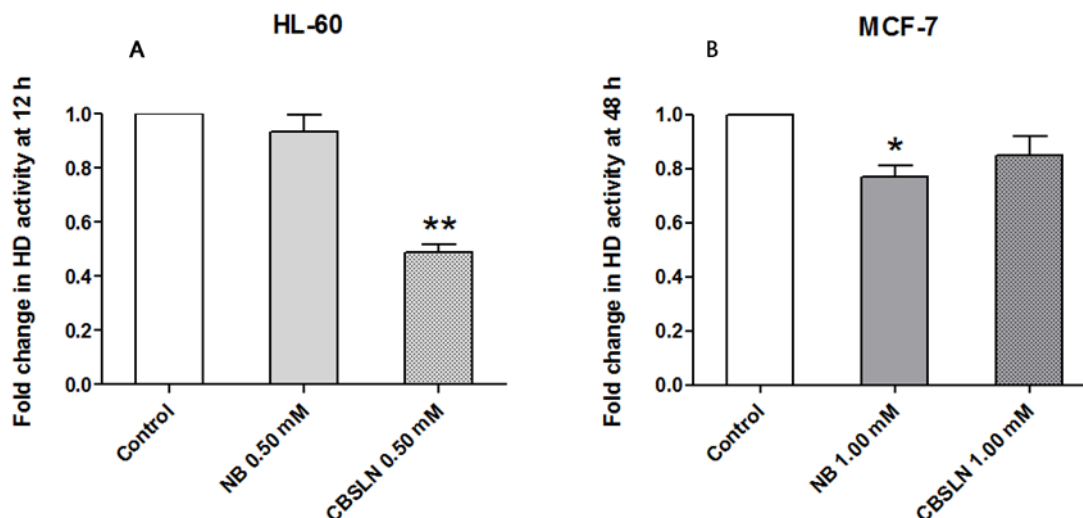 HL-60
A
Fold change in HD activity at 12 h
1.0
0.8
0.6
0.4
0.2
0.0
**
Control
NB 0.50 mM
CBSLN 0.50 mM
MCF-7
B
Fold change in HD activity at 48 h
1.0
0.8
0.6
0.4
0.2
0.0
*
Control
NB 1.00 mM
CBSLN 1.00 mM